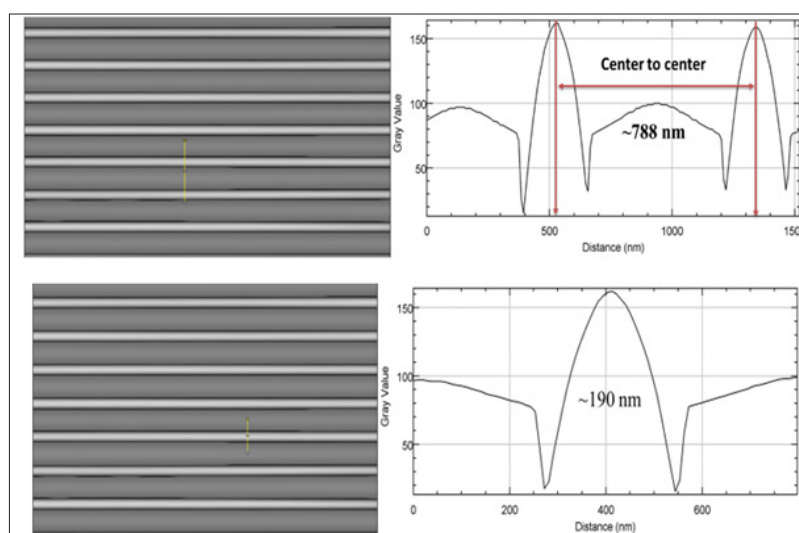 150
100
50
Gray Value
Center to center
~788 nm
0
500
1000
150
Distance (nm)
150
100
50
Gray Value
~190 nm
0
200
400
600
Distance (nm)